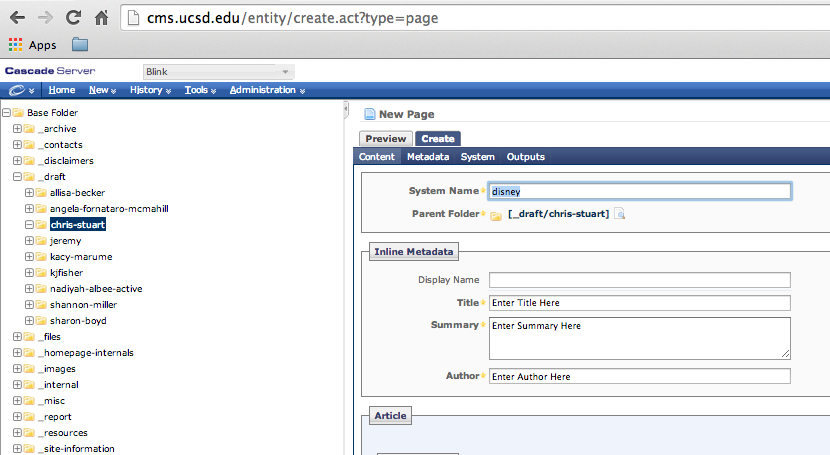 cms.ucsd.edu/entity/create.act?type=page
Apps
Cascade Server
Blink
Home New History Tools Administration
Base Folder
_archive
_contacts
_disclaimers
_draft
allisa-becker
angela-fornataro-mcmahill
chris-stuart
jeremy
kacy-marume
kjfisher
nadiyah-albee-active
shannon-miller
sharon-boyd
_files
_homepage-internals
_images
_internal
_misc
_report
_resources
_site-information
New Page
Preview Create
Content Metadata System Outputs
System Name disney
Parent Folder [_draft/chris-stuart]
Inline Metadata
Display Name
Title Enter Title Here
Summary Enter Summary Here
Author Enter Author Here
Article